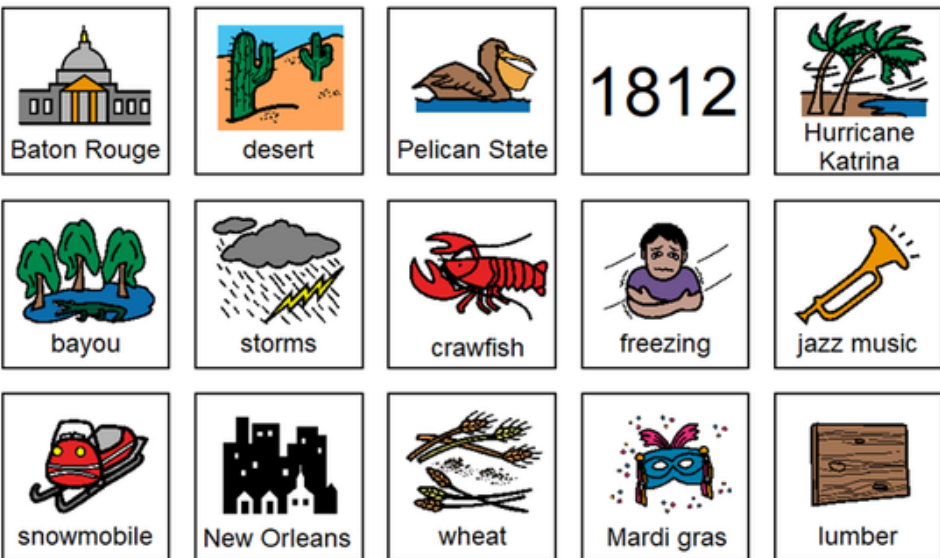 Baton Rouge
desert
Pelican State
1812
Hurricane
Katrina
bayou
storms
crawfish
freezing
jazz music
snowmobile
New Orleans
wheat
Mardi gras
lumber